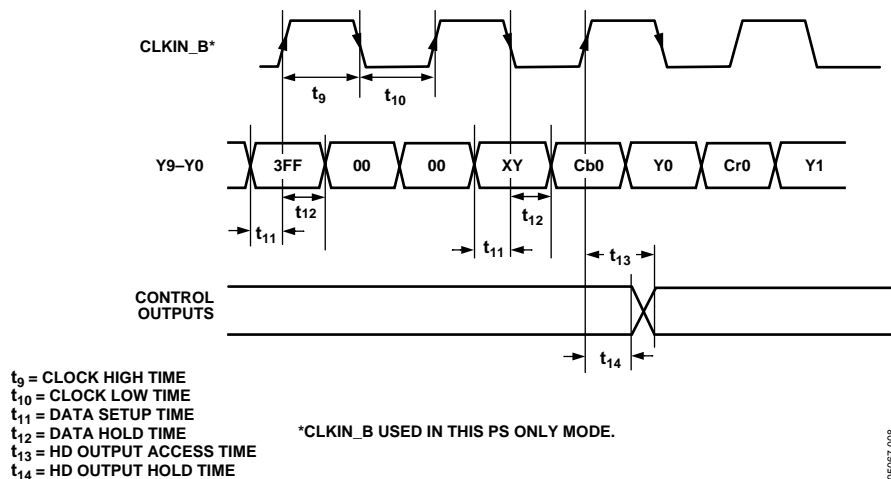 CLKIN_B*
t9
t10
Y9–Y0
3FF
00
00
XY
Cb0
Y0
Cr0
Y1
t12
t12
t11
t11
t13
CONTROL
OUTPUTS
t14
t9 = CLOCK HIGH TIME
t10 = CLOCK LOW TIME
t11 = DATA SETUP TIME
t12 = DATA HOLD TIME
t13 = HD OUTPUT ACCESS TIME
t14 = HD OUTPUT HOLD TIME
*CLKIN_B USED IN THIS PS ONLY MODE.